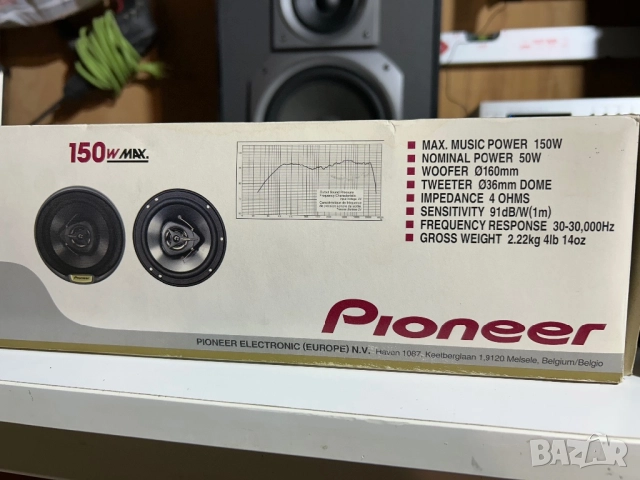 150W MAX.
■ MAX. MUSIC POWER 150W
■ NOMINAL POWER 50W
■ WOOFER Ø160mm
■ TWEETER Ø36mm DOME
■ IMPEDANCE 4 OHMS
■ SENSITIVITY 91dB/W(1m)
■ FREQUENCY RESPONSE 30-30,000Hz
■ GROSS WEIGHT 2.22kg 4lb 14oz
Pioneer
Pioneer
PIONEER ELECTRONIC (EUROPE) N.V. Haven 1087, Keetberglaan 1, 9120 Melsele, Belgium/Belgio
BAZAR